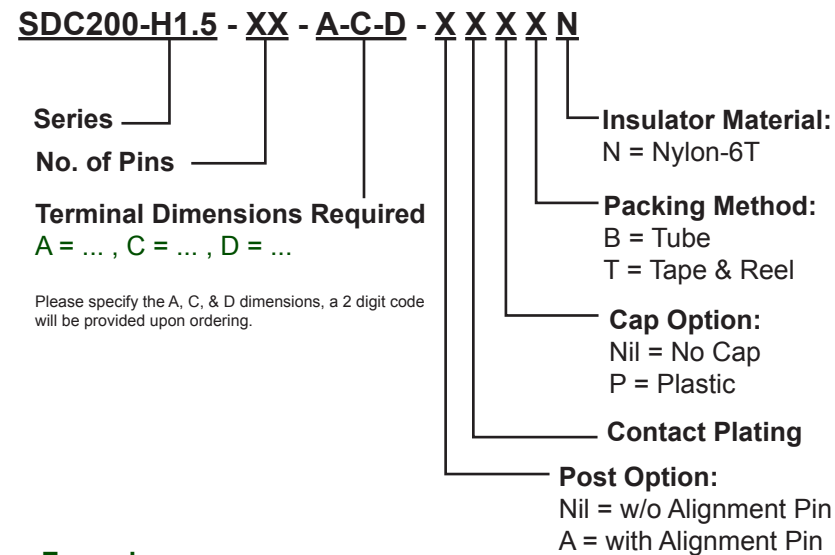 SDC200-H1.5 - XX - A-C-D - X X X X N
Series
No. of Pins
Terminal Dimensions Required
A = ... , C = ... , D = ...
Please specify the A, C, & D dimensions, a 2 digit code
will be provided upon ordering.
Insulator Material:
N = Nylon-6T
Packing Method:
B = Tube
T = Tape & Reel
Cap Option:
Nil = No Cap
P = Plastic
Contact Plating
Post Option:
Nil = w/o Alignment Pin
A = with Alignment Pin